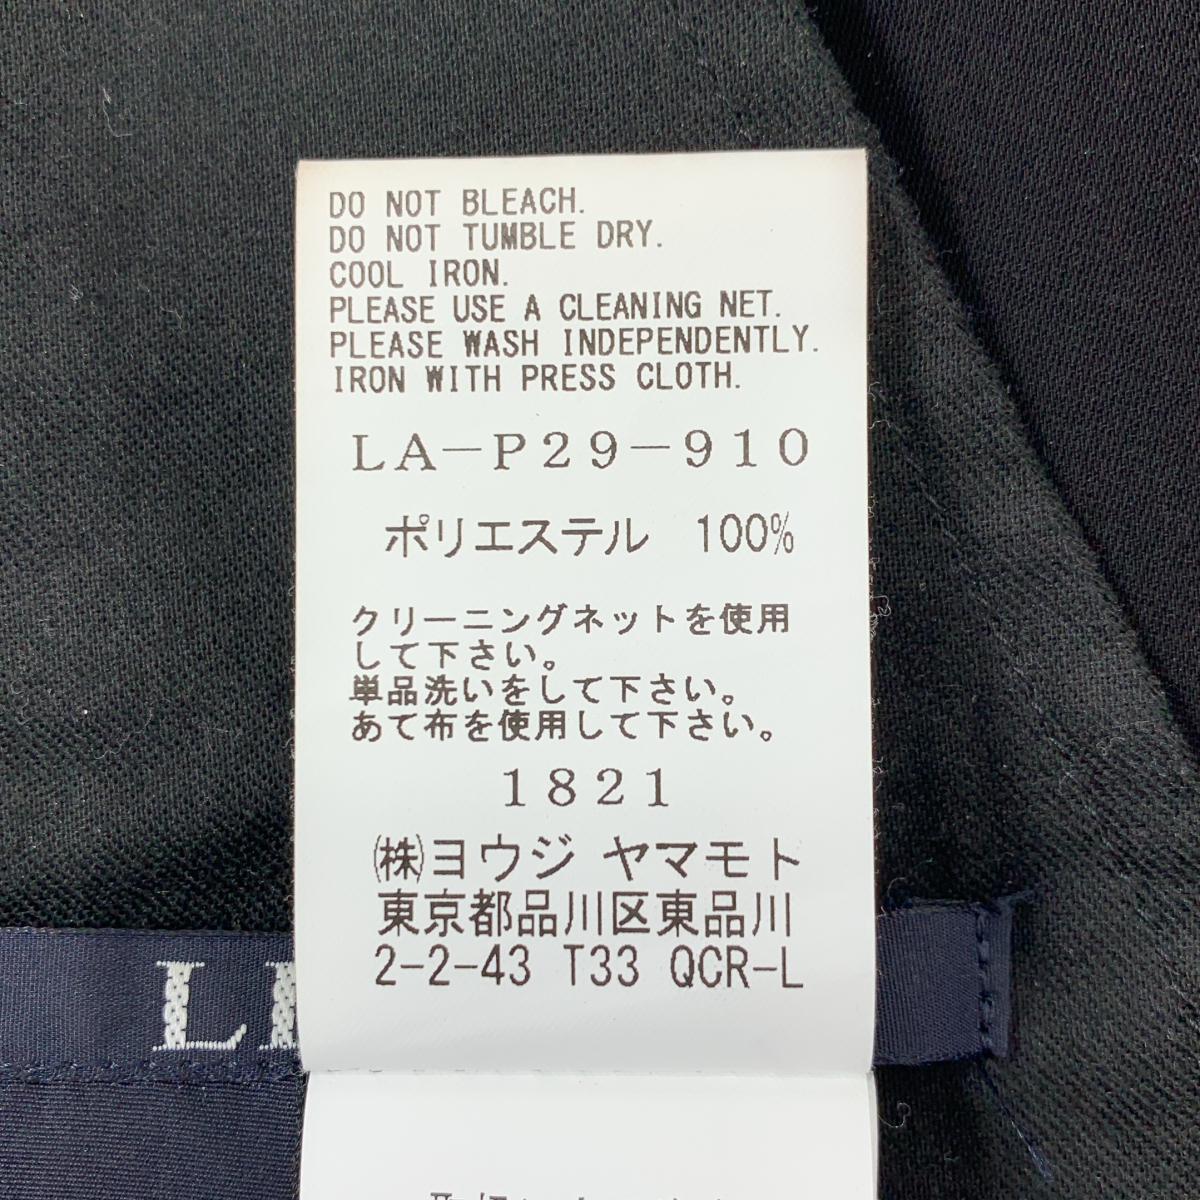 DO NOT BLEACH.
DO NOT TUMBLE DRY.
COOL IRON.
PLEASE USE A CLEANING NET.
PLEASE WASH INDEPENDENTLY.
IRON WITH PRESS CLOTH.
LA-P29-910
ポリエステル 100%
クリーニングネットを使用
して下さい。
単品洗いをして下さい。
あて布を使用して下さい。
1821
(株)ヨウジ ヤマモト
東京都品川区東品川
2-2-43 T33 QCR-L